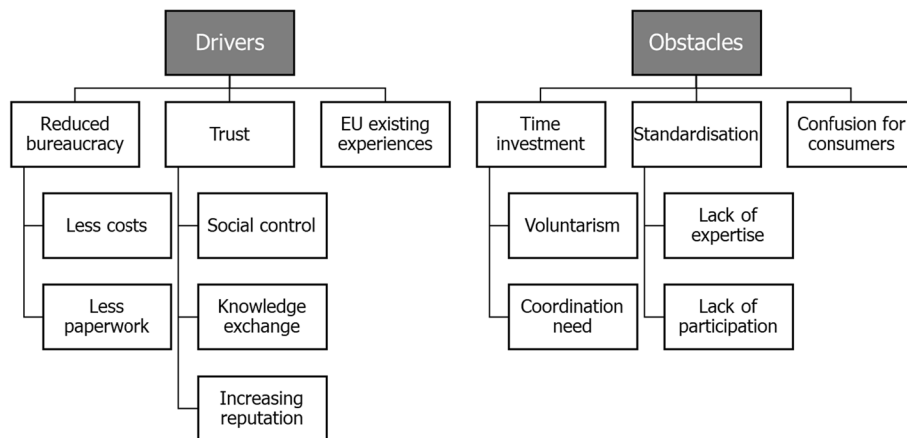 Drivers
Reduced
bureaucracy
Trust
EU existing
experiences
Less costs
Social control
Less
paperwork
Knowledge
exchange
Increasing
reputation
Obstacles
Time
investment
Standardisation
Confusion for
consumers
Voluntarism
Lack of
expertise
Coordination
need
Lack of
participation